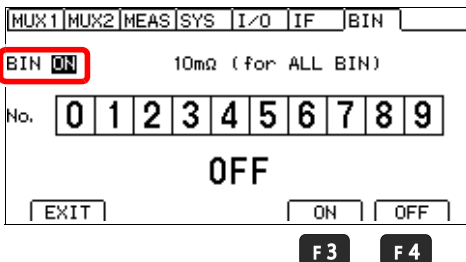 MUX1 MUX2 MEAS SYS I/O IF BIN
BIN ON 10mΩ (for ALL BIN)
No. 0 1 2 3 4 5 6 7 8 9
OFF
EXIT ON OFF
F3 F4